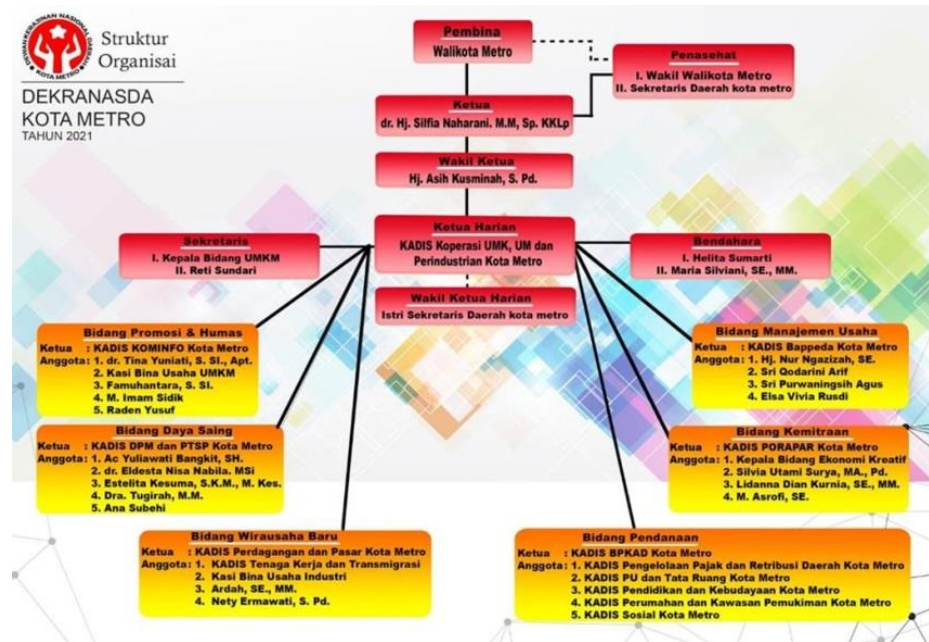 DEWAN KERAJINAN NASIONAL DAERAH
KOTA METRO
Struktur
Organisai
DEKRANASDA
KOTA METRO
TAHUN 2021
Pembina
Walikota Metro
Penasehat
I. Wakil Walikota Metro
II. Sekretaris Daerah kota metro
Ketua
dr. Hj. Silfia Naharani. M.M, Sp. KKLp
Wakil Ketua
Hj. Asih Kusminah, S. Pd.
Ketua Harian
KADIS Koperasi UMK, UM dan
Perindustrian Kota Metro
Sekretaris
I. Kepala Bidang UMKM
II. Reti Sundari
Bendahara
I. Helita Sumarti
II. Maria Silviani, SE., MM.
Wakil Ketua Harian
Istri Sekretaris Daerah kota metro
Bidang Promosi & Humas
Ketua : KADIS KOMINFO Kota Metro
Anggota : 1. dr. Tina Yuniati, S. SI., Apt.
2. Kasi Bina Usaha UMKM
3. Famuhantara, S. SI.
4. M. Imam Sidik
5. Raden Yusuf
Bidang Manajemen Usaha
Ketua : KADIS Bappeda Kota Metro
Anggota : 1. Hj. Nur Ngazizah, SE.
2. Sri Qodarini Arif
3. Sri Purwaningsih Agus
4. Elsa Vivia Rusdi
Bidang Daya Saing
Ketua : KADIS DPM dan PTSP Kota Metro
Anggota : 1. Ac Yuliawati Bangkit, SH.
2. dr. Eldesta Nisa Nabila. MSi
3. Estelita Kesuma, S.K.M., M. Kes.
4. Dra. Tugirah, M.M.
5. Ana Subehi
Bidang Kemitraan
Ketua : KADIS PORAPAR Kota Metro
Anggota : 1. Kepala Bidang Ekonomi Kreatif
2. Silvia Utami Surya, MA., Pd.
3. Lidanna Dian Kurnia, SE., MM.
4. M. Asrofi, SE.
Bidang Wirausaha Baru
Ketua : KADIS Perdagangan dan Pasar Kota Metro
Anggota : 1. KADIS Tenaga Kerja dan Transmigrasi
2. Kasi Bina Usaha Industri
3. Ardah, SE., MM.
4. Nety Ermawati, S. Pd.
Bidang Pendanaan
Ketua : KADIS BPKAD Kota Metro
Anggota : 1. KADIS Pengelolaan Pajak dan Retribusi Daerah Kota Metro
2. KADIS PU dan Tata Ruang Kota Metro
3. KADIS Pendidikan dan Kebudayaan Kota Metro
4. KADIS Perumahan dan Kawasan Pemukiman Kota Metro
5. KADIS Sosial Kota Metro